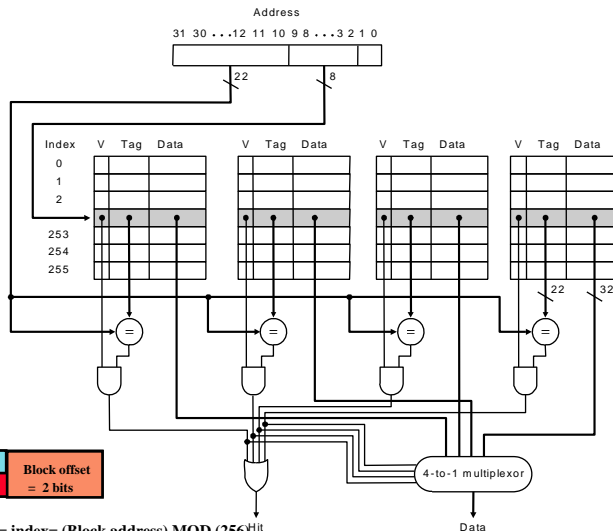 Address
31 30 ...12 11 10 9 8 ...3 2 1 0
22
8
Index V Tag Data V Tag Data V Tag Data V Tag Data
0
1
2
253
254
255
22
32
= = = =
Block offset
= 2 bits
4-to-1 multiplexor
= index= (Block address) MOD (256)
Hit
Data